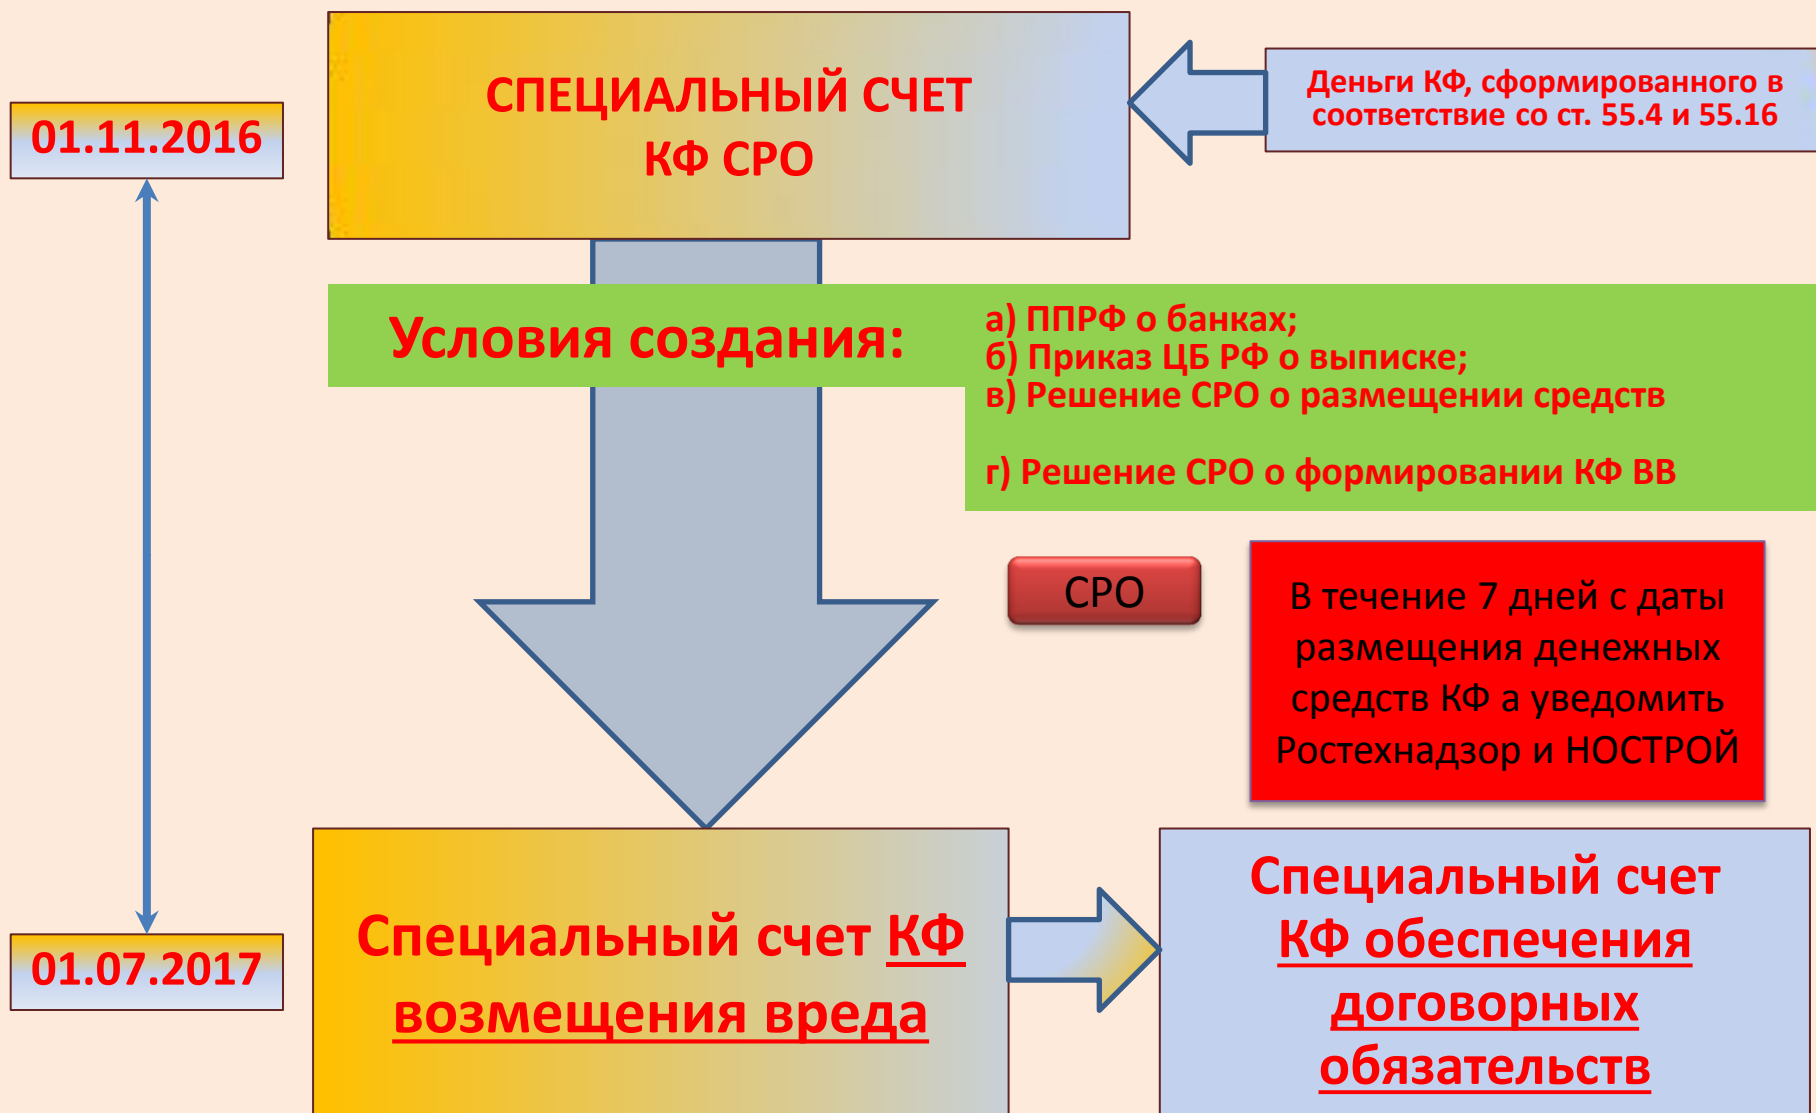 01.11.2016
СПЕЦИАЛЬНЫЙ СЧЕТ
КФ СРО
Деньги КФ, сформированного в
соответствие со ст. 55.4 и 55.16
Условия создания:
а) ППРФ о банках;
б) Приказ ЦБ РФ о выписке;
в) Решение СРО о размещении средств
г) Решение СРО о формировании КФ ВВ
СРО
В течение 7 дней с даты
размещения денежных
средств КФ а уведомить
Ростехнадзор и НОСТРОЙ
01.07.2017
Специальный счет КФ
возмещения вреда
Специальный счет
КФ обеспечения
договорных
обязательств